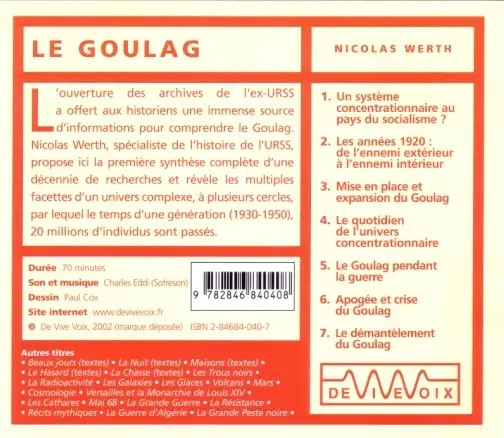 LE GOULAG
NICOLAS WERTH
L'ouverture des archives de l'ex-URSS
a offert aux historiens une immense source
d'informations pour comprendre le Goulag.
Nicolas Werth, spécialiste de l'histoire de l'URSS,
propose ici la première synthèse complète d'une
décennie de recherches et révèle les multiples
facettes d'un univers complexe, à plusieurs cercles,
par lequel le temps d'une génération (1930-1950),
20 millions d'individus sont passés.
1. Un système
concentrationnaire au
pays du socialisme ?
2. Les années 1920 :
de l'ennemi extérieur
à l'ennemi intérieur
3. Mise en place et
expansion du Goulag
4. Le quotidien
de l'univers
concentrationnaire
5. Le Goulag pendant
la guerre
6. Apogée et crise
du Goulag
7. Le démantèlement
du Goulag
Durée 70 minutes
Son et musique Charles Eddi (Sofreson)
Dessin Paul Cox
Site internet www.devivevoix.fr
© De Vive Voix, 2002 (marque déposée) ISBN 2-84684-040-7
9 782846 840408
Autres titres
• Beaux jours (textes) • La Nuit (textes) • Maisons (textes) •
• Le Hasard (textes) • La Chasse (textes) • Les Trous noirs •
• La Radioactivité • Les Galaxies • Les Glaces • Volcans • Mars •
• Cosmologie • Versailles et la Monarchie de Louis XIV •
• Les Cathares • Mai 68 • La Grande Guerre • La Résistance •
• Récits mythiques • La Guerre d'Algérie • La Grande Peste noire •
DE VIVE VOIX